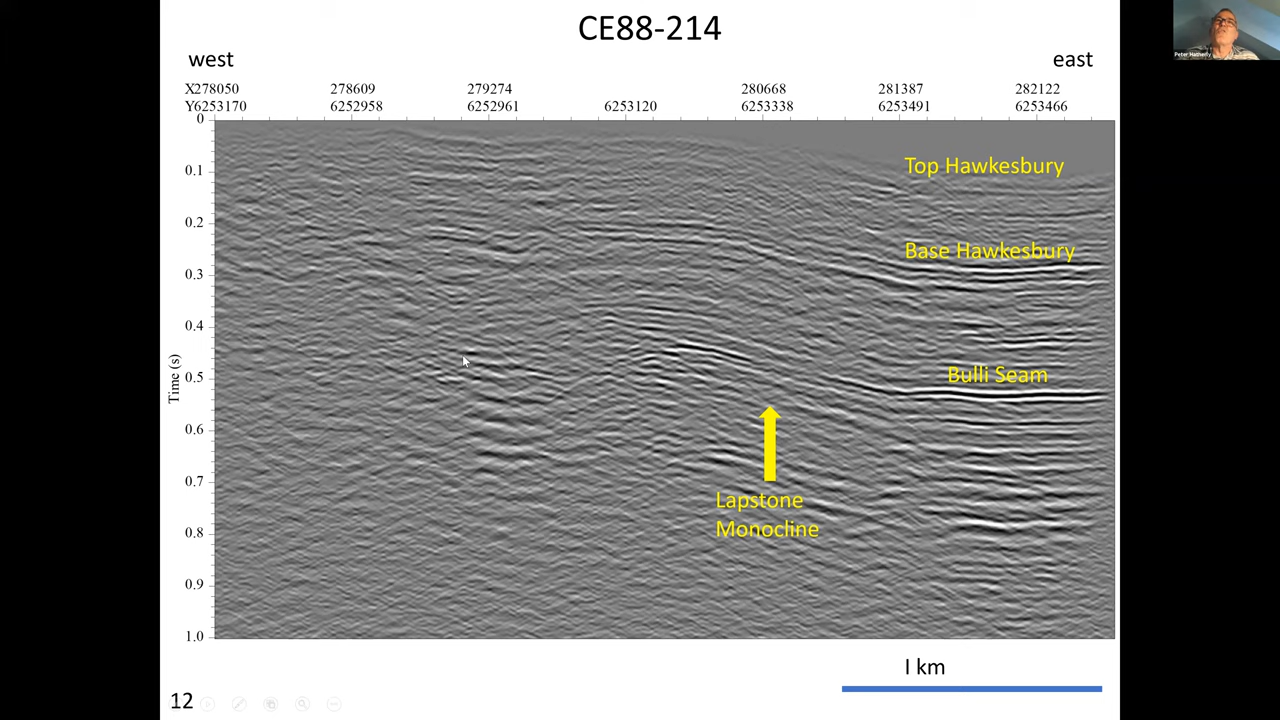 CE88-214
west
east
X278050 278609 279274 280668 281387 282122
Y6253170 6252958 6252961 6253120 6253338 6253491 6253466
0
0.1
0.2
0.3
0.4
0.5
0.6
0.7
0.8
0.9
1.0
Time (s)
Top Hawkesbury
Base Hawkesbury
Bulli Seam
Lapstone
Monocline
I km
12
Peter Hatherly